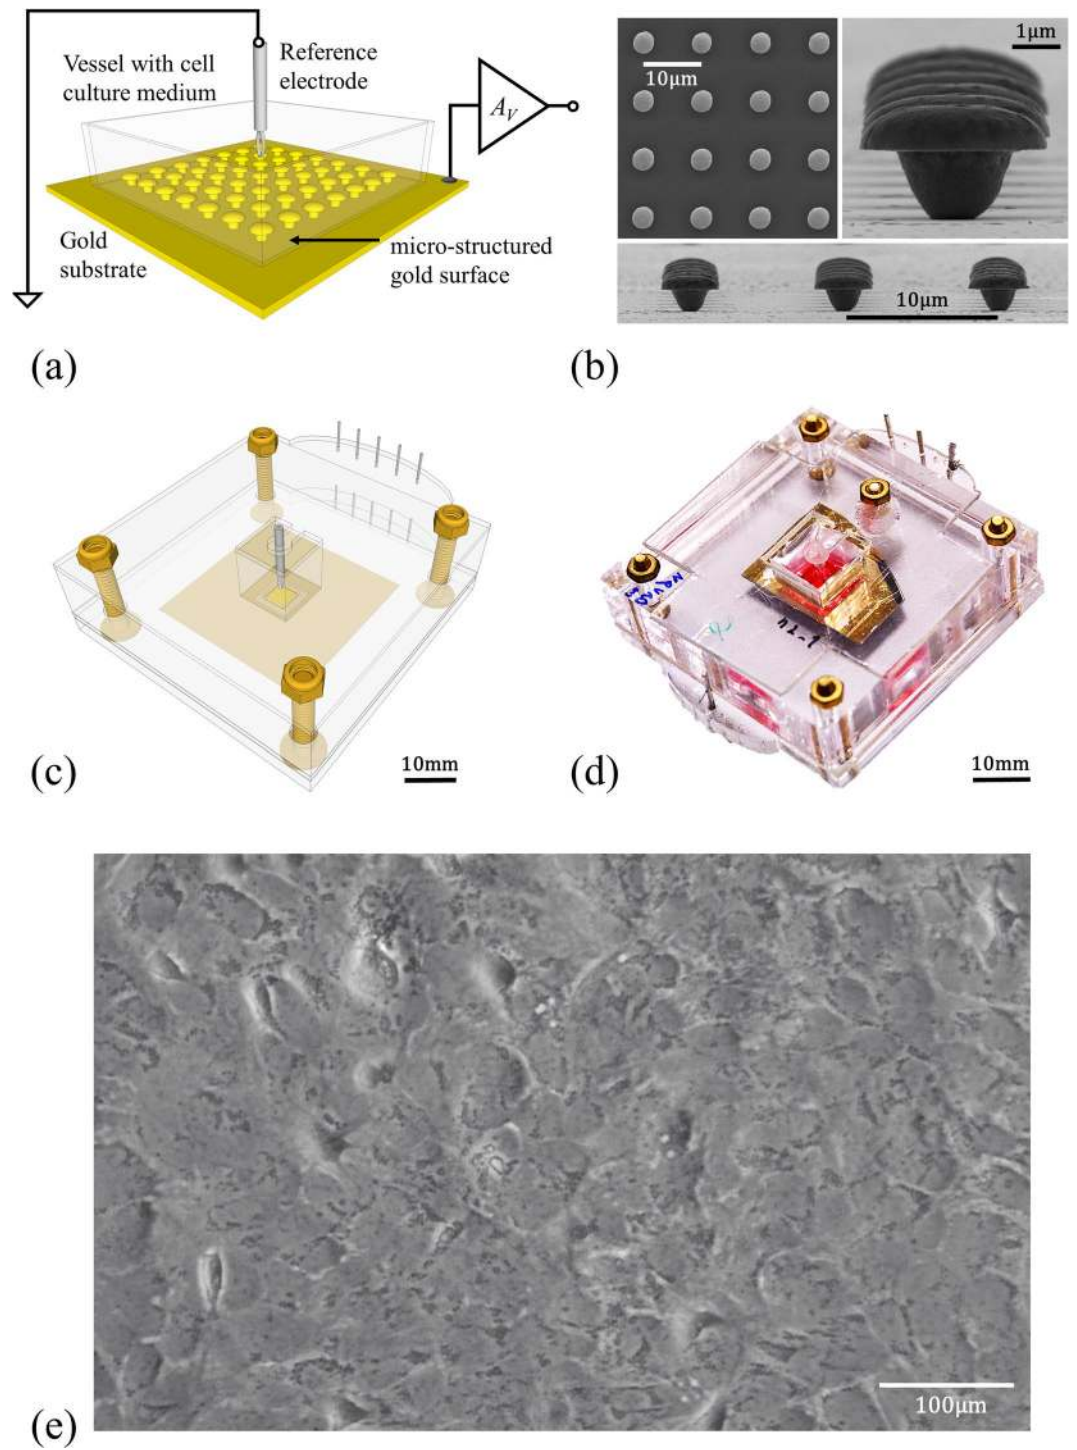 Vessel with cell
culture medium
Reference
electrode
A_V
Gold
substrate
micro-structured
gold surface
(a)
10μm
1μm
10μm
(b)
(c)
10mm
(d)
10mm
100μm
(e)